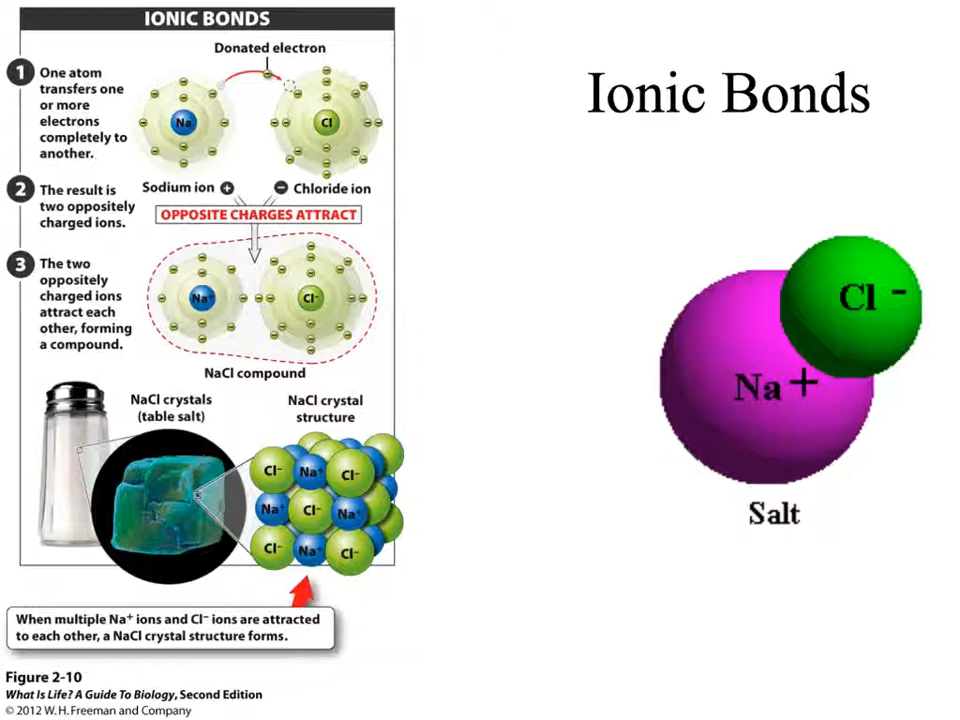 IONIC BONDS
Donated electron
1
One atom
transfers one
or more
electrons
completely to
another.
Na
Cl
2
The result is
two oppositely
charged ions.
Sodium ion +
− Chloride ion
OPPOSITE CHARGES ATTRACT
3
The two
oppositely
charged ions
attract each
other, forming
a compound.
Na⁺
Cl⁻
NaCl compound
NaCl crystals
(table salt)
NaCl crystal
structure
Cl⁻ Na⁺ Cl⁻
Na⁺ Cl⁻ Na⁺
Cl⁻ Na⁺ Cl⁻
When multiple Na⁺ ions and Cl⁻ ions are attracted
to each other, a NaCl crystal structure forms.
Figure 2-10
What Is Life? A Guide To Biology, Second Edition
© 2012 W. H. Freeman and Company
Ionic Bonds
Cl −
Na +
Salt